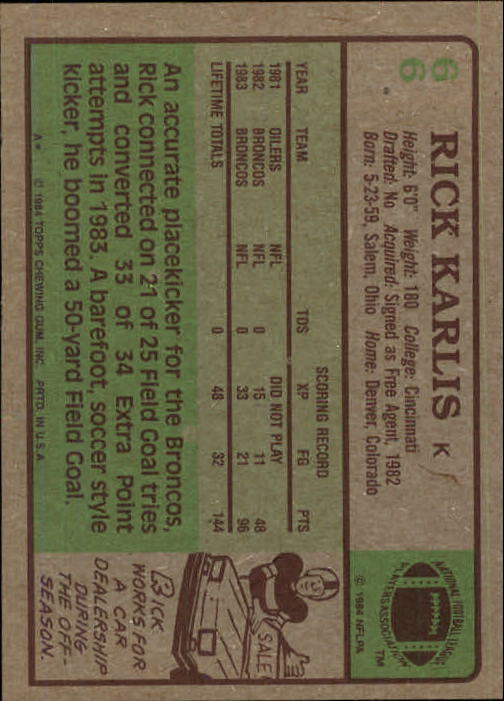 66
RICK KARLIS K
Height: 6'0" Weight: 180 College: Cincinnati
Drafted: No Acquired: Signed as Free Agent, 1982
Born: 5-23-59, Salem, Ohio Home: Denver, Colorado
NATIONAL FOOTBALL LEAGUE
PLAYERS ASSOCIATION
TM
© 1984 NFLPA
SCORING RECORD
YEAR TEAM TDS XP FG PTS
1981 OILERS NFL DID NOT PLAY
1982 BRONCOS NFL 0 15 11 48
1983 BRONCOS NFL 0 33 21 96
LIFETIME TOTALS 0 48 32 144
An accurate placekicker for the Broncos,
Rick connected on 21 of 25 Field Goal tries
and converted 33 of 34 Extra Point
attempts in 1983. A barefoot, soccer style
kicker, he boomed a 50-yard Field Goal.
SALE
RICK
WORKS FOR
A CAR
DEALERSHIP
DURING
THE OFF-
SEASON.
A* © 1984 TOPPS CHEWING GUM, INC. PRTD. IN U.S.A.